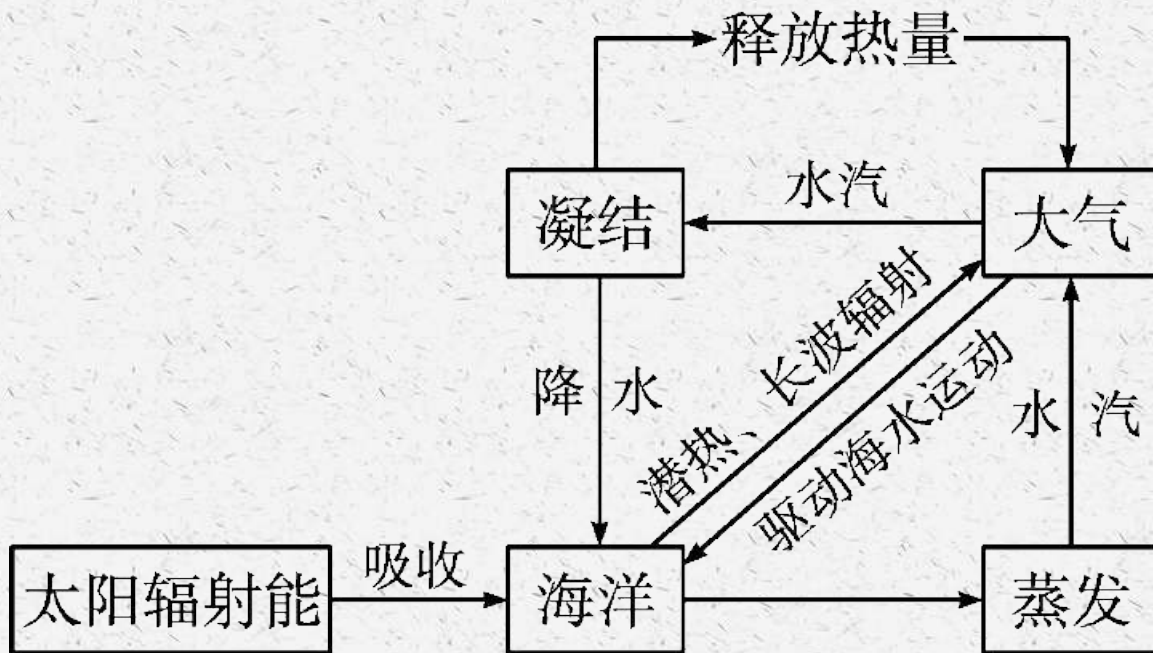 释放热量
凝结
水汽
大气
降水
潜热、长波辐射
驱动海水运动
水汽
太阳辐射能
吸收
海洋
蒸发